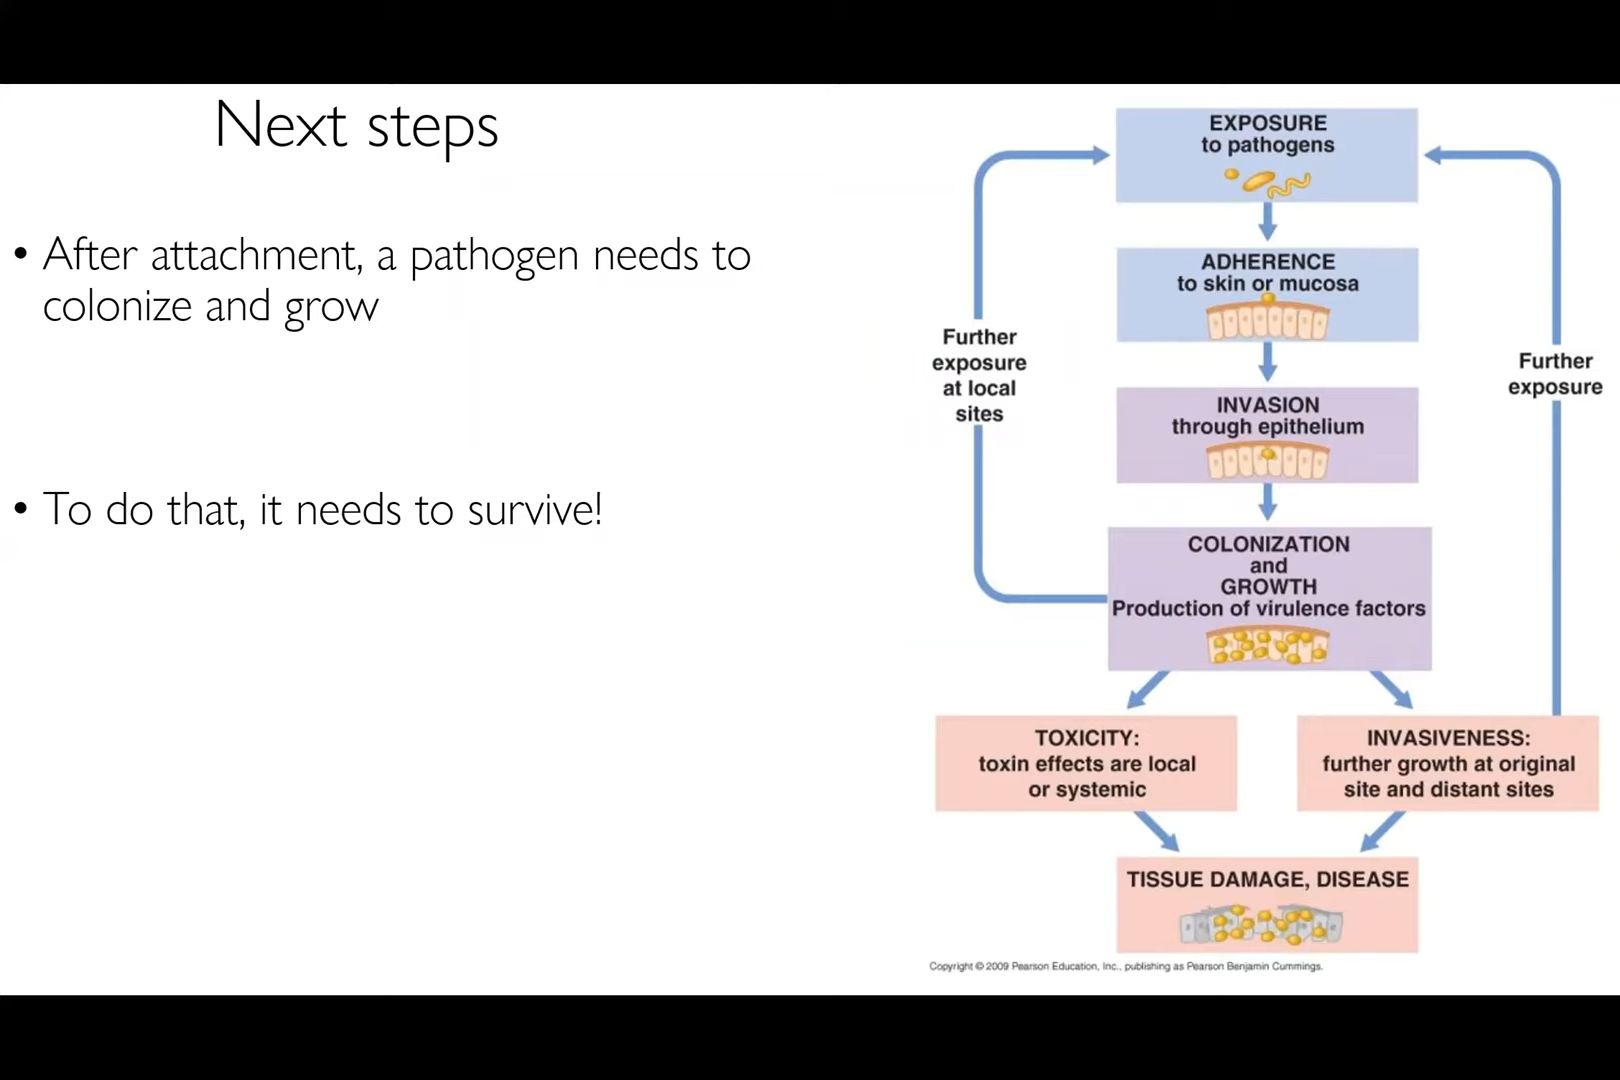 Next steps
• After attachment, a pathogen needs to
colonize and grow
• To do that, it needs to survive!
EXPOSURE
to pathogens
ADHERENCE
to skin or mucosa
INVASION
through epithelium
COLONIZATION
and
GROWTH
Production of virulence factors
Further
exposure
at local
sites
Further
exposure
TOXICITY:
toxin effects are local
or systemic
INVASIVENESS:
further growth at original
site and distant sites
TISSUE DAMAGE, DISEASE
Copyright © 2009 Pearson Education, Inc., publishing as Pearson Benjamin Cummings.